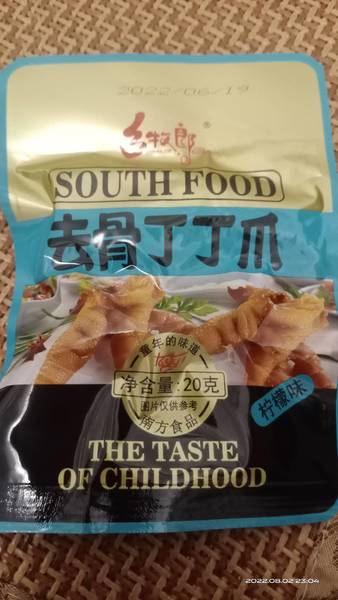 2022/06/19
乡牧郎®
SOUTH FOOD
去骨丁丁爪
童年的味道
净含量:20克
图片仅供参考
南方食品
柠檬味
THE TASTE
OF CHILDHOOD
2022.08.02 23:04